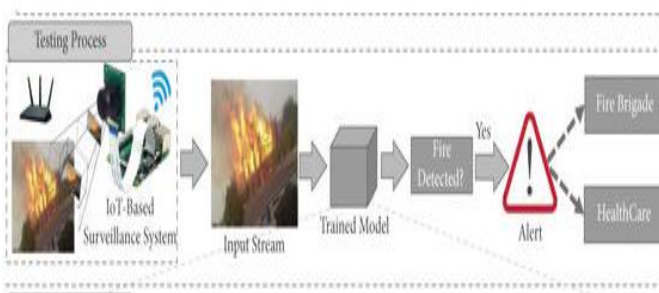 Testing Process
IoT-Based
Surveillance System
Input Stream
Trained Model
Fire
Detected?
Yes
Alert
Fire Brigade
HealthCare